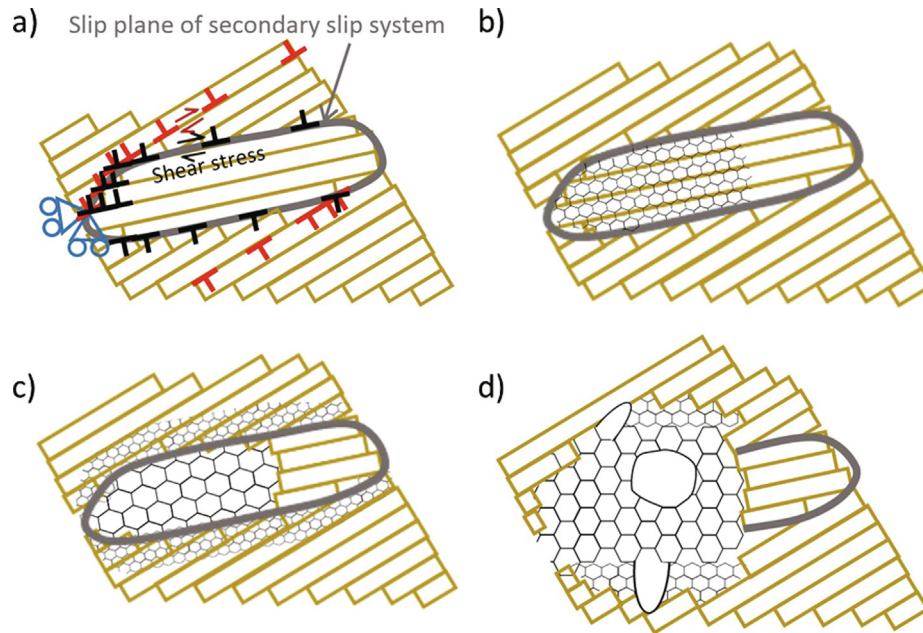 a)
Slip plane of secondary slip system
b)
Shear stress
c)
d)